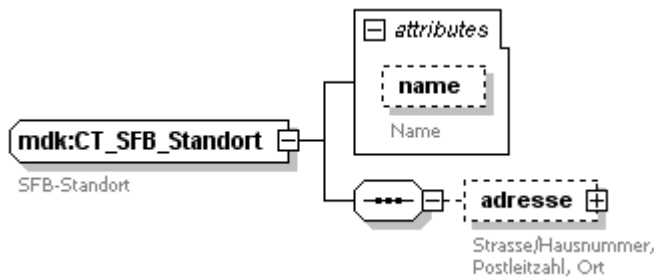 attributes
name
Name
mdk:CT_SFB_Standort
SFB-Standort
adresse
Strasse/Hausnummer,
Postleitzahl, Ort